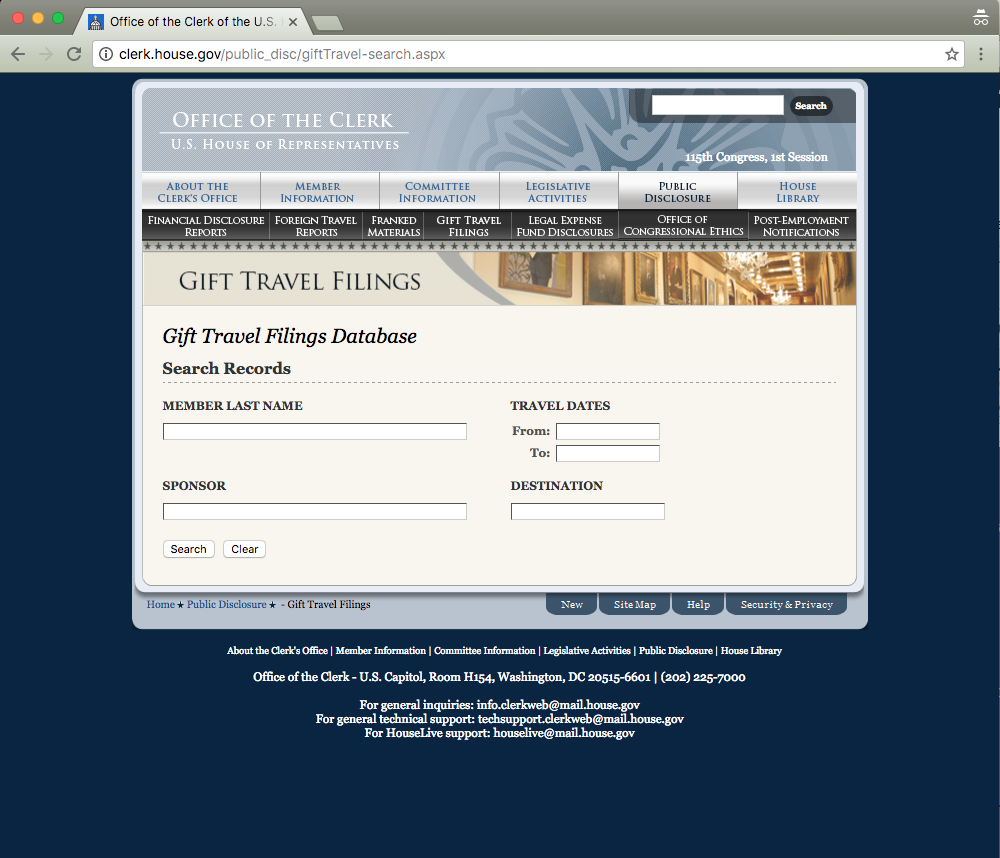 Office of the Clerk of the U.S.
clerk.house.gov/public_disc/giftTravel-search.aspx
Search
OFFICE OF THE CLERK
U.S. HOUSE OF REPRESENTATIVES
115th Congress, 1st Session
ABOUT THE CLERK'S OFFICE
MEMBER INFORMATION
COMMITTEE INFORMATION
LEGISLATIVE ACTIVITIES
PUBLIC DISCLOSURE
HOUSE LIBRARY
FINANCIAL DISCLOSURE REPORTS
FOREIGN TRAVEL REPORTS
FRANKED MATERIALS
GIFT TRAVEL FILINGS
LEGAL EXPENSE FUND DISCLOSURES
OFFICE OF CONGRESSIONAL ETHICS
POST-EMPLOYMENT NOTIFICATIONS
GIFT TRAVEL FILINGS
Gift Travel Filings Database
Search Records
MEMBER LAST NAME
TRAVEL DATES
From:
To:
SPONSOR
DESTINATION
Search Clear
Home ★ Public Disclosure ★ - Gift Travel Filings
New Site Map Help Security & Privacy
About the Clerk's Office | Member Information | Committee Information | Legislative Activities | Public Disclosure | House Library
Office of the Clerk - U.S. Capitol, Room H154, Washington, DC 20515-6601 | (202) 225-7000
For general inquiries: info.clerkweb@mail.house.gov
For general technical support: techsupport.clerkweb@mail.house.gov
For HouseLive support: houselive@mail.house.gov